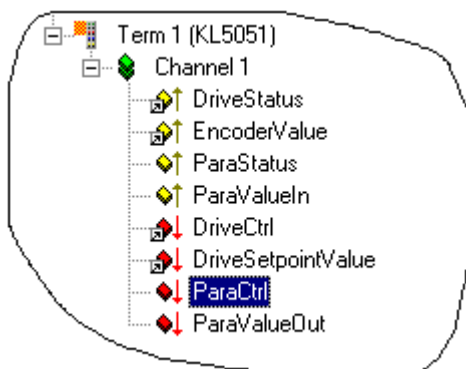 Term 1 (KL5051)
Channel 1
DriveStatus
EncoderValue
ParaStatus
ParaValueIn
DriveCtrl
DriveSetpointValue
ParaCtrl
ParaValueOut